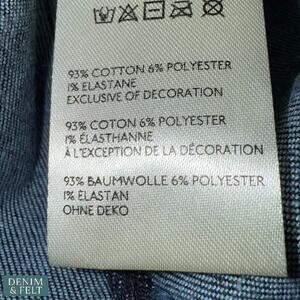 93% COTTON 6% POLYESTER
1% ELASTANE
EXCLUSIVE OF DECORATION
93% COTON 6% POLYESTER
1% ÉLASTHANNE
À L'EXCEPTION DE LA DÉCORATION
93% BAUMWOLLE 6% POLYESTER
1% ELASTAN
OHNE DEKO
DENIM
& FELT